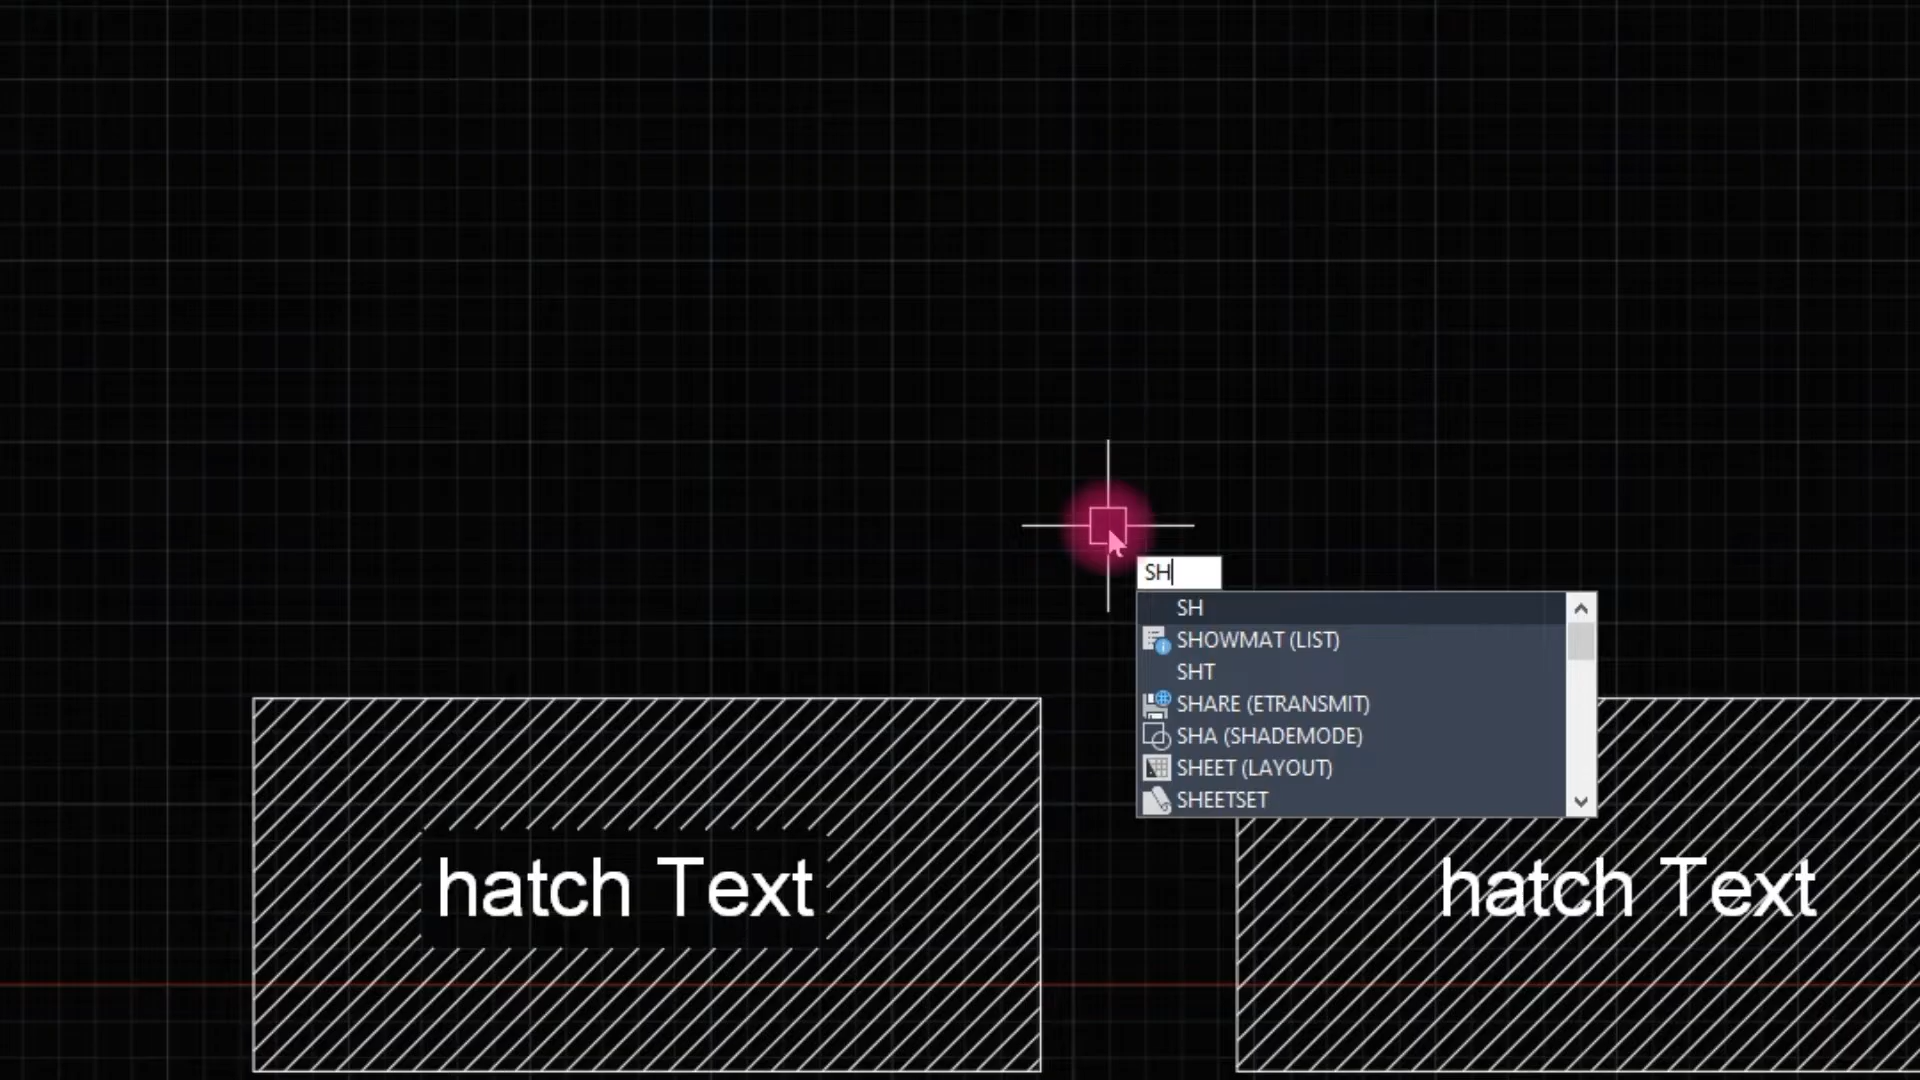 SH
SH
SHOWMAT (LIST)
SHT
SHARE (ETRANSMIT)
SHA (SHADEMODE)
SHEET (LAYOUT)
SHEETSET
hatch Text
hatch Text